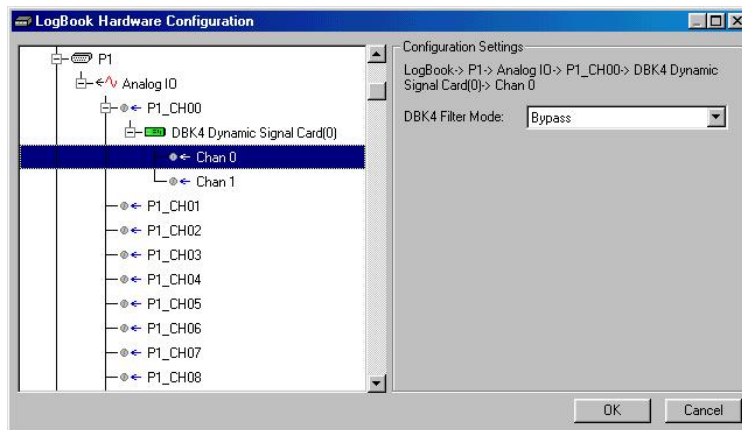 LogBook Hardware Configuration
P1
Analog IO
P1_CH00
DBK4 Dynamic Signal Card(0)
Chan 0
Chan 1
P1_CH01
P1_CH02
P1_CH03
P1_CH04
P1_CH05
P1_CH06
P1_CH07
P1_CH08
Configuration Settings
LogBook-> P1-> Analog IO-> P1_CH00-> DBK4 Dynamic
Signal Card(0)-> Chan 0
DBK4 Filter Mode: Bypass
OK Cancel